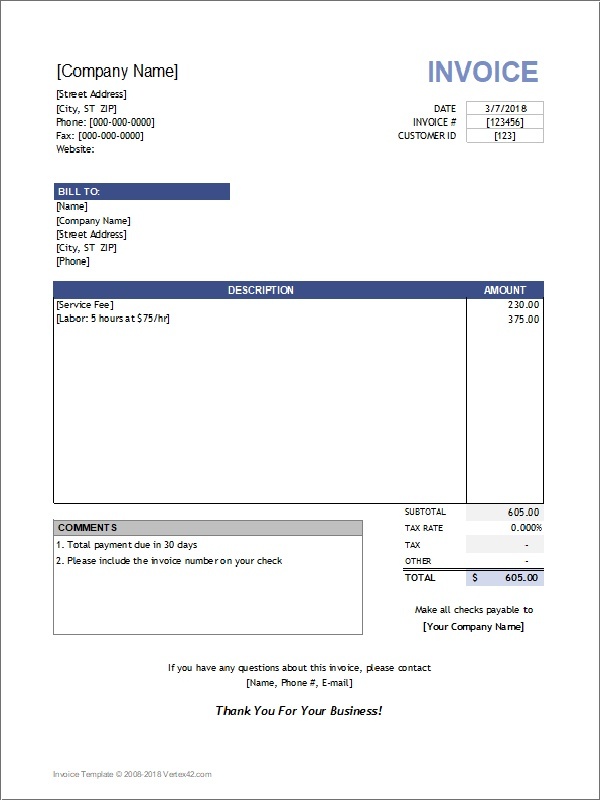 [Company Name]
INVOICE
[Street Address]
[City, ST ZIP]
Phone: [000-000-0000]
Fax: [000-000-0000]
Website:
DATE 3/7/2018
INVOICE # [123456]
CUSTOMER ID [123]
BILL TO:
[Name]
[Company Name]
[Street Address]
[City, ST ZIP]
[Phone]
DESCRIPTION AMOUNT
[Service Fee] 230.00
[Labor: 5 hours at $75/hr] 375.00
SUBTOTAL 605.00
TAX RATE 0.000%
TAX -
OTHER -
TOTAL $ 605.00
COMMENTS
1. Total payment due in 30 days
2. Please include the invoice number on your check
Make all checks payable to
[Your Company Name]
If you have any questions about this invoice, please contact
[Name, Phone #, E-mail]
Thank You For Your Business!
Invoice Template © 2008-2018 Vertex42.com